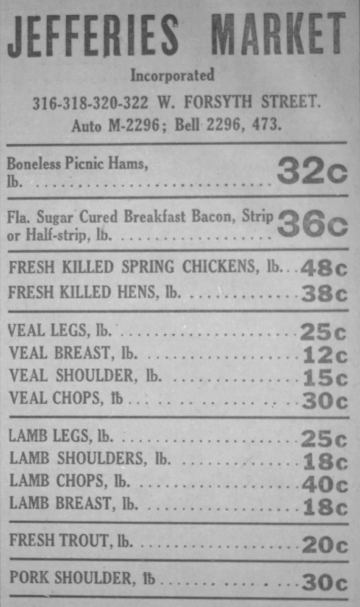 JEFFERIES MARKET
Incorporated
316-318-320-322 W. FORSYTH STREET.
Auto M-2296; Bell 2296, 473.
Boneless Picnic Hams,
lb. . . . . . . . . . . . . . . . . . . . . . . . . . 32c
Fla. Sugar Cured Breakfast Bacon, Strip
or Half-strip, lb. . . . . . . . . . . . . . . . . . 36c
FRESH KILLED SPRING CHICKENS, lb. . . 48c
FRESH KILLED HENS, lb. . . . . . . . . . . . . 38c
VEAL LEGS, lb. . . . . . . . . . . . . . . . . . . 25c
VEAL BREAST, lb. . . . . . . . . . . . . . . . . 12c
VEAL SHOULDER, lb. . . . . . . . . . . . . . 15c
VEAL CHOPS, lb . . . . . . . . . . . . . . . . . 30c
LAMB LEGS, lb. . . . . . . . . . . . . . . . . . . 25c
LAMB SHOULDERS, lb. . . . . . . . . . . . . 18c
LAMB CHOPS, lb. . . . . . . . . . . . . . . . . 40c
LAMB BREAST, lb. . . . . . . . . . . . . . . . 18c
FRESH TROUT, lb. . . . . . . . . . . . . . . . . 20c
PORK SHOULDER, lb . . . . . . . . . . . . . . 30c